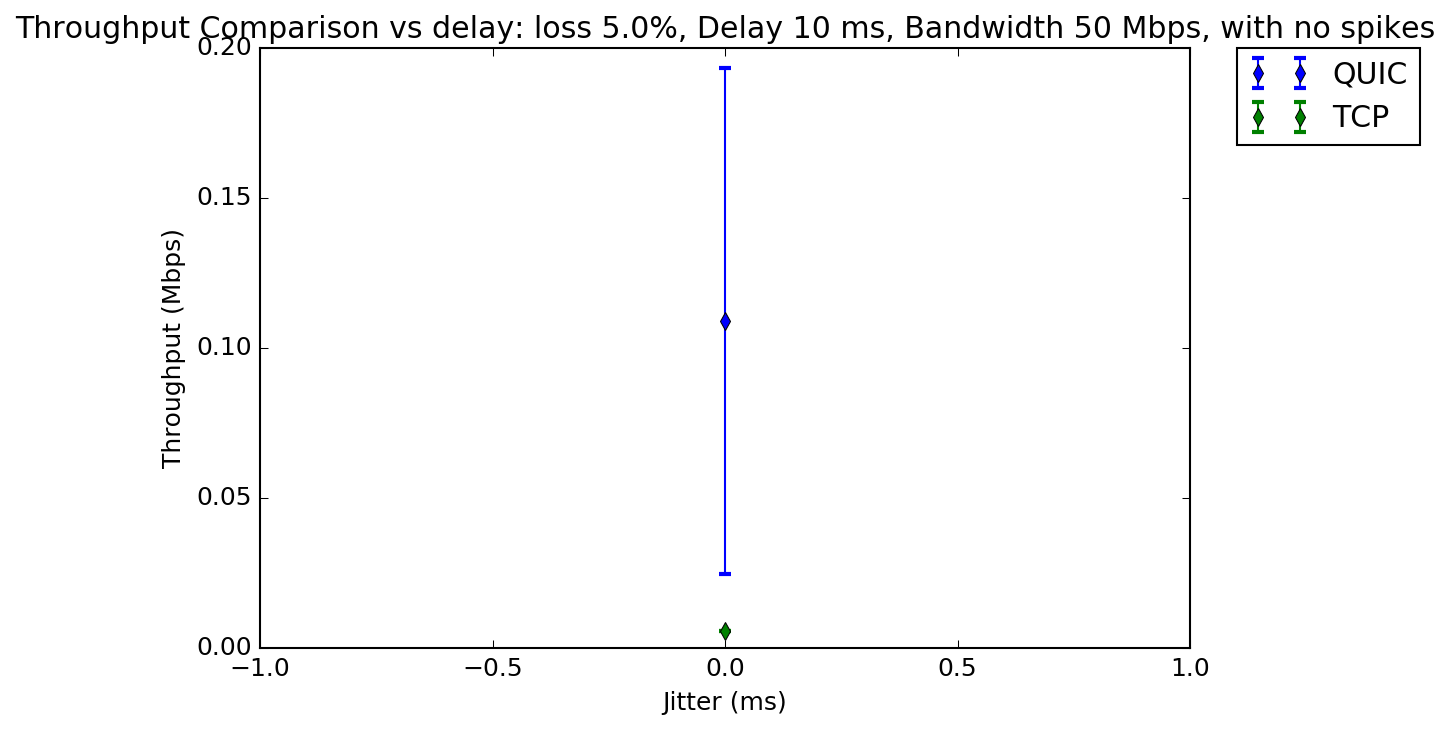 Throughput Comparison vs delay: loss 5.0%, Delay 10 ms, Bandwidth 50 Mbps, with no spikes
QUIC
TCP
0.20
0.15
0.10
0.05
0.00
Throughput (Mbps)
−1.0
−0.5
0.0
0.5
1.0
Jitter (ms)